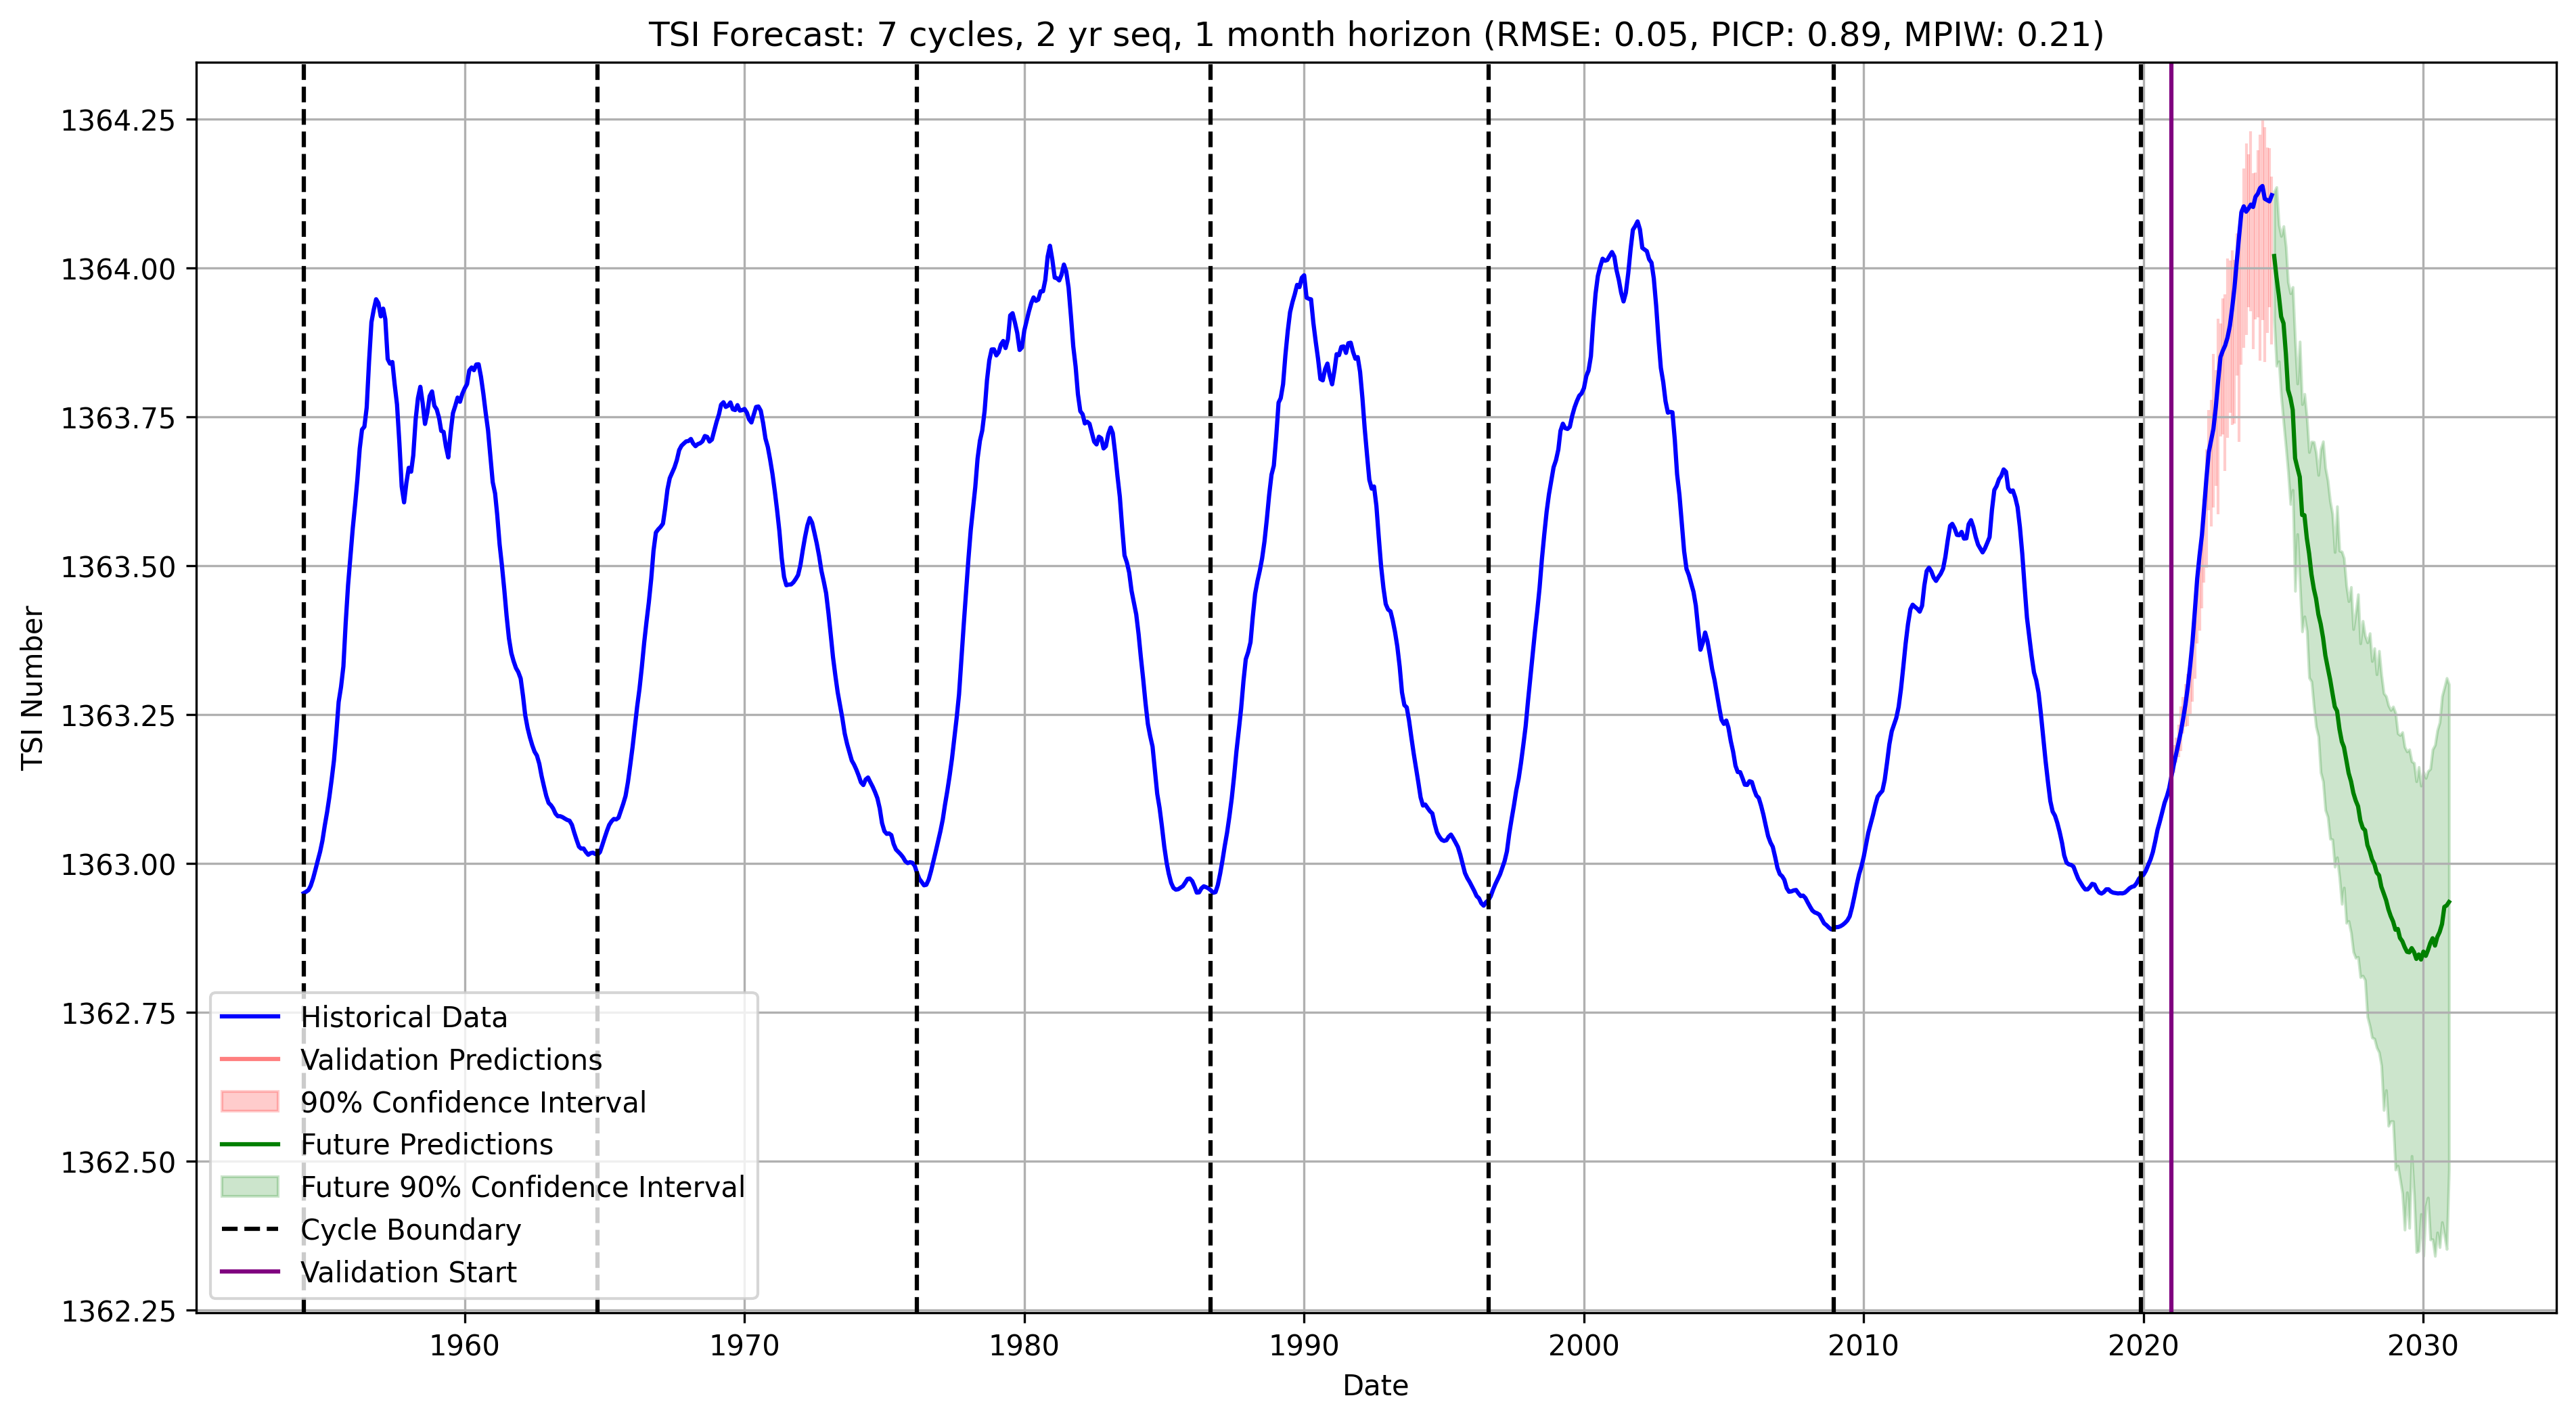 TSI Forecast: 7 cycles, 2 yr seq, 1 month horizon (RMSE: 0.05, PICP: 0.89, MPIW: 0.21)
TSI Number
1364.25
1364.00
1363.75
1363.50
1363.25
1363.00
1362.75
1362.50
1362.25
Historical Data
Validation Predictions
90% Confidence Interval
Future Predictions
Future 90% Confidence Interval
Cycle Boundary
Validation Start
1960 1970 1980 1990 2000 2010 2020 2030
Date